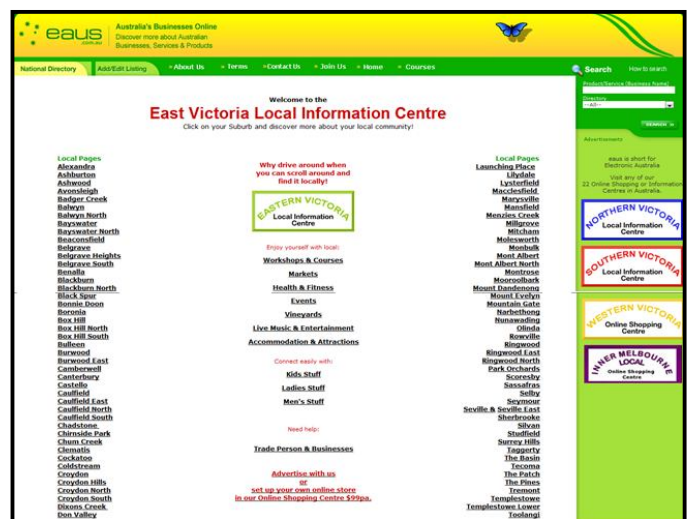 eaus
.com.au
Australia's Businesses Online
Discover more about Australian
Businesses, Services & Products
National Directory
Add/Edit Listing
» About Us
» Terms
» Contact Us
» Join Us
» Home
» Courses
Search
How to search
Product/Service (Business Name)
Directory
--All--
SEARCH »
Advertisements
Welcome to the
East Victoria Local Information Centre
Click on your Suburb and discover more about your local community!
Local Pages
Alexandra
Ashburton
Ashwood
Avonsleigh
Badger Creek
Balwyn
Balwyn North
Bayswater
Bayswater North
Beaconsfield
Belgrave
Belgrave Heights
Belgrave South
Benalla
Blackburn
Blackburn North
Black Spur
Bonnie Doon
Boronia
Box Hill
Box Hill North
Box Hill South
Bulleen
Burwood
Burwood East
Camberwell
Canterbury
Castello
Caulfield
Caulfield East
Caulfield North
Caulfield South
Chadstone
Chirnside Park
Chum Creek
Clematis
Cockatoo
Coldstream
Croydon
Croydon Hills
Croydon North
Croydon South
Dixons Creek
Don Valley
Why drive around when
you can scroll around and
find it locally!
EASTERN VICTORIA
Local Information
Centre
Enjoy yourself with local:
Workshops & Courses
Markets
Health & Fitness
Events
Vineyards
Live Music & Entertainment
Accommodation & Attractions
Connect easily with:
Kids Stuff
Ladies Stuff
Men's Stuff
Need help:
Trade Person & Businesses
Advertise with us
or
set up your own online store
in our Online Shopping Centre $99pa.
Local Pages
Launching Place
Lilydale
Lysterfield
Macclesfield
Marysville
Mansfield
Menzies Creek
Millgrove
Mitcham
Molesworth
Monbulk
Mont Albert
Mont Albert North
Montrose
Mooroolbark
Mount Dandenong
Mount Evelyn
Mountain Gate
Narbethong
Nunawading
Olinda
Rowville
Ringwood
Ringwood East
Ringwood North
Park Orchards
Scoresby
Sassafras
Selby
Seymour
Seville & Seville East
Sherbrooke
Silvan
Studfield
Surrey Hills
Taggerty
The Basin
Tecoma
The Patch
The Pines
Tremont
Templestowe
Templestowe Lower
Toolangi
eaus is short for
Electronic Australia
Visit any of our
22 Online Shopping or Information
Centres in Australia.
NORTHERN VICTORIA
Local Information
Centre
SOUTHERN VICTORIA
Local Information
Centre
WESTERN VICTORIA
Online Shopping
Centre
INNER MELBOURNE
LOCAL
Online Shopping
Centre